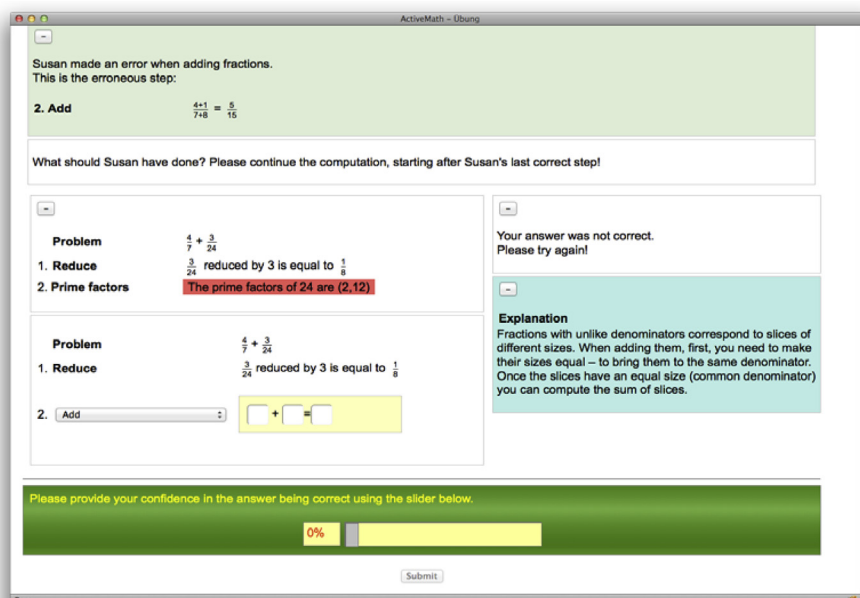 ActiveMath – Übung
Susan made an error when adding fractions.
This is the erroneous step:
2. Add 4+1/7+8 = 5/15
What should Susan have done? Please continue the computation, starting after Susan's last correct step!
Problem 4/7 + 3/24
1. Reduce 3/24 reduced by 3 is equal to 1/8
2. Prime factors The prime factors of 24 are (2,12)
Problem 4/7 + 3/24
1. Reduce 3/24 reduced by 3 is equal to 1/8
2. Add + =
Your answer was not correct.
Please try again!
Explanation
Fractions with unlike denominators correspond to slices of
different sizes. When adding them, first, you need to make
their sizes equal – to bring them to the same denominator.
Once the slices have an equal size (common denominator)
you can compute the sum of slices.
Please provide your confidence in the answer being correct using the slider below.
0%
Submit